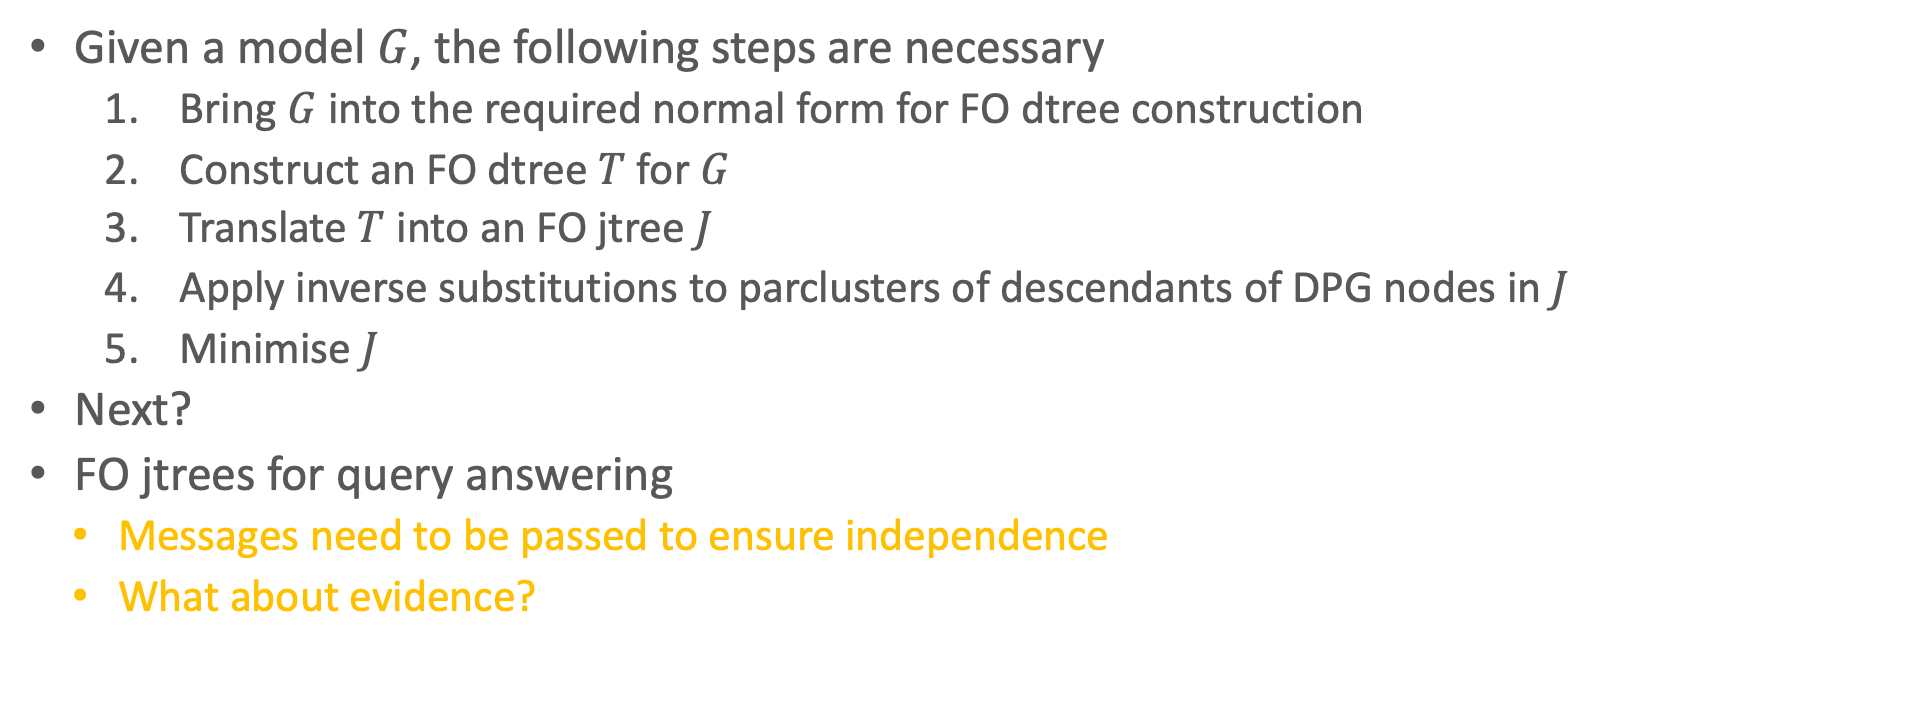 • Given a model G, the following steps are necessary
1. Bring G into the required normal form for FO dtree construction
2. Construct an FO dtree T for G
3. Translate T into an FO jtree J
4. Apply inverse substitutions to parclusters of descendants of DPG nodes in J
5. Minimise J
• Next?
• FO jtrees for query answering
• Messages need to be passed to ensure independence
• What about evidence?